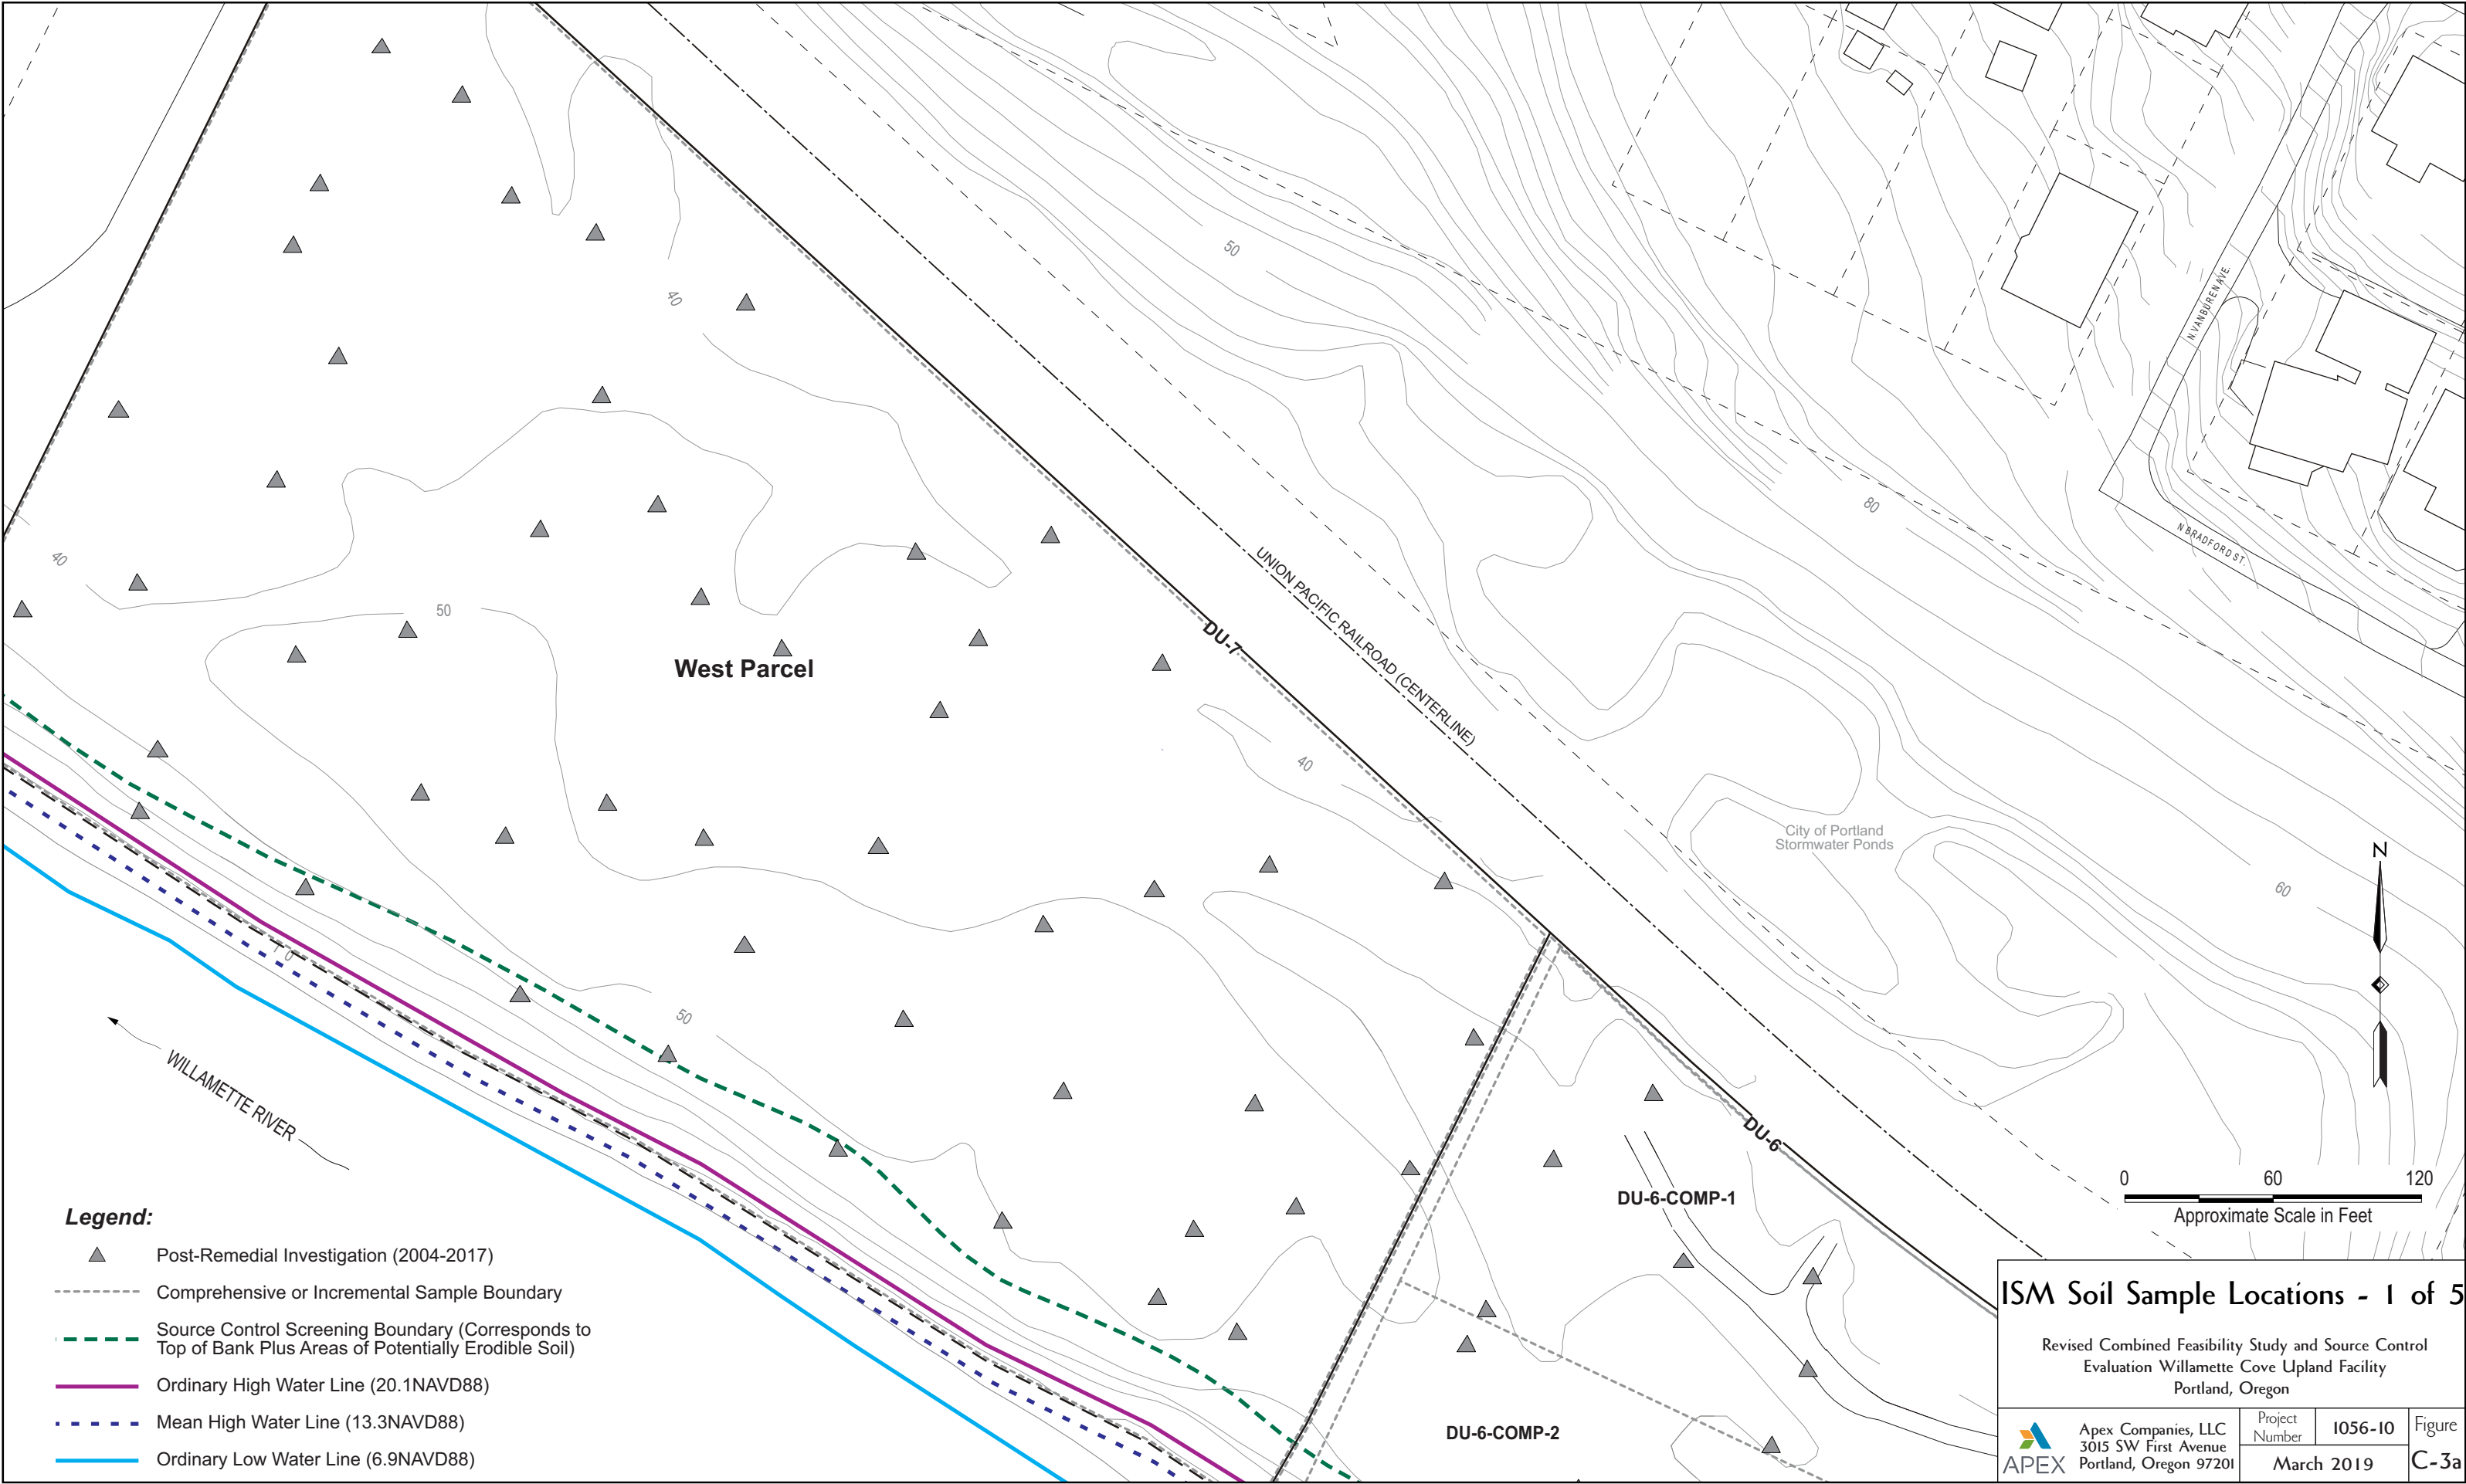 50
40
N. VANBUREN AVE.
80
N BRADFORD ST.
40
UNION PACIFIC RAILROAD (CENTERLINE)
50
DU-7
West Parcel
40
City of Portland
Stormwater Ponds
N
60
0
50
WILLAMETTE RIVER
DU-6
DU-6-COMP-1
0 60 120
Approximate Scale in Feet
DU-6-COMP-2
Legend:
Post-Remedial Investigation (2004-2017)
Comprehensive or Incremental Sample Boundary
Source Control Screening Boundary (Corresponds to
Top of Bank Plus Areas of Potentially Erodible Soil)
Ordinary High Water Line (20.1NAVD88)
Mean High Water Line (13.3NAVD88)
Ordinary Low Water Line (6.9NAVD88)
ISM Soil Sample Locations - 1 of 5
Revised Combined Feasibility Study and Source Control
Evaluation Willamette Cove Upland Facility
Portland, Oregon
APEX
Apex Companies, LLC
3015 SW First Avenue
Portland, Oregon 97201
Project
Number
1056-10
March 2019
Figure
C-3a